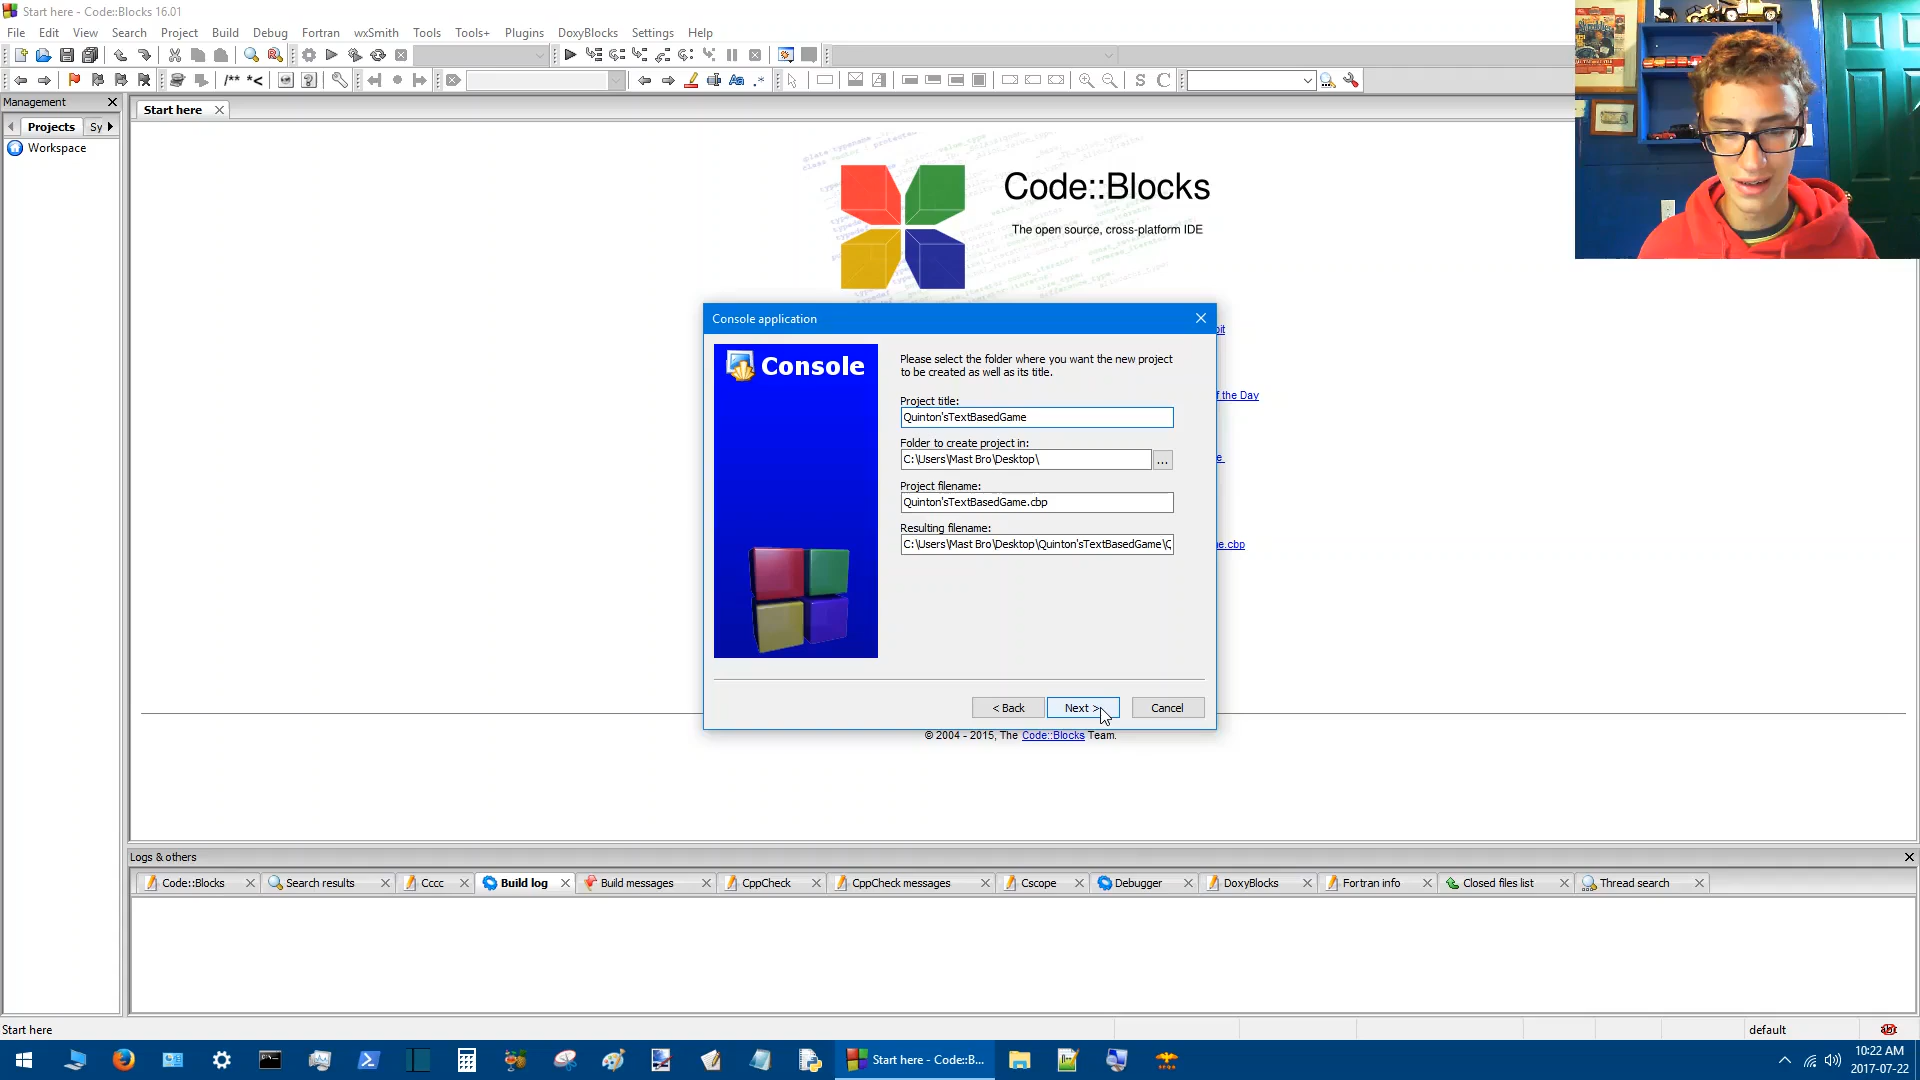 Start here - Code::Blocks 16.01
File Edit View Search Project Build Debug Fortran wxSmith Tools Tools+ Plugins DoxyBlocks Settings Help
/** *<
Aa .*
S C
Management
Projects Sy
Workspace
Start here
Code::Blocks
The open source, cross-platform IDE
Console application
Console
Please select the folder where you want the new project
to be created as well as its title.
Project title:
Quinton'sTextBasedGame
Folder to create project in:
C:\Users\Mast Bro\Desktop\
...
Project filename:
Quinton'sTextBasedGame.cbp
Resulting filename:
C:\Users\Mast Bro\Desktop\Quinton'sTextBasedGame\Q
< Back Next > Cancel
f the Day
e.cbp
© 2004 - 2015, The Code::Blocks Team.
Logs & others
Code::Blocks Search results Cccc Build log Build messages CppCheck CppCheck messages Cscope Debugger DoxyBlocks Fortran info Closed files list Thread search
Start here
default
Start here - Code::B...
10:22 AM
2017-07-22